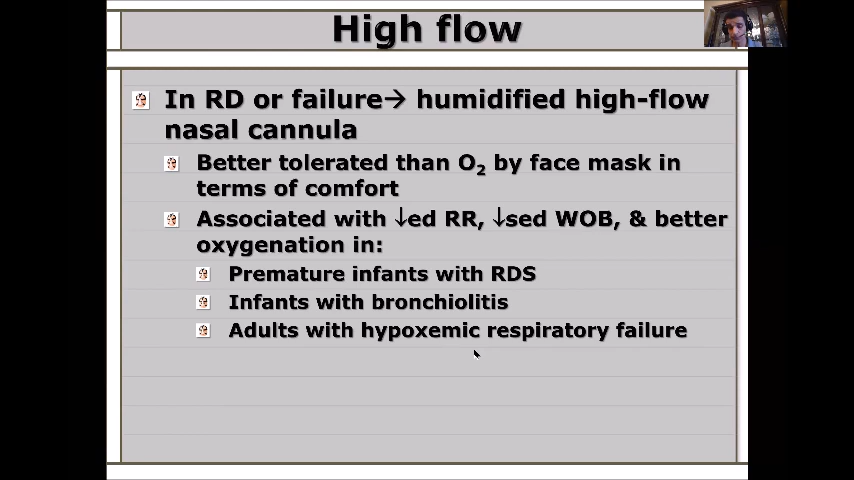 High flow
In RD or failure→ humidified high-flow
nasal cannula
Better tolerated than O₂ by face mask in
terms of comfort
Associated with ↓ed RR, ↓sed WOB, & better
oxygenation in:
Premature infants with RDS
Infants with bronchiolitis
Adults with hypoxemic respiratory failure